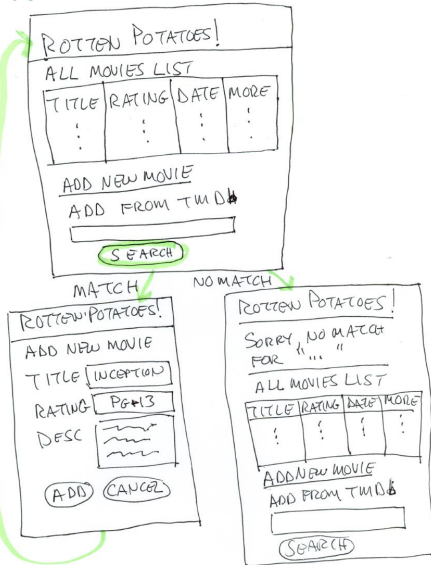 ROTTEN POTATOES!
ALL MOVIES LIST
TITLE RATING DATE MORE
ADD NEW MOVIE
ADD FROM TMDb
SEARCH
MATCH
NO MATCH
ROTTEN POTATOES!
ADD NEW MOVIE
TITLE INCEPTION
RATING PG-13
DESC
ADD CANCEL
ROTTEN POTATOES!
SORRY, NO MATCH
FOR "..."
ALL MOVIES LIST
TITLE RATING DATE MORE
ADD NEW MOVIE
ADD FROM TMDb
SEARCH